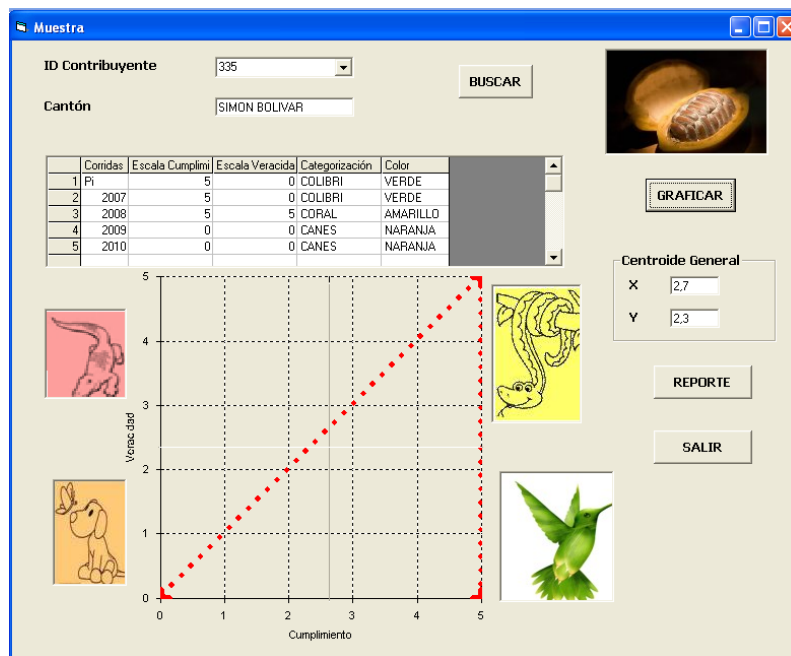 Muestra
ID Contribuyente 335 BUSCAR
Cantón SIMON BOLIVAR
Corridas Escala Cumplimi Escala Veracida Categorización Color
1 Pi 5 0 COLIBRI VERDE
2 2007 5 0 COLIBRI VERDE
3 2008 5 5 CORAL AMARILLO
4 2009 0 0 CANES NARANJA
5 2010 0 0 CANES NARANJA
GRAFICAR
Centroide General
X 2,7
Y 2,3
REPORTE
SALIR
5
4
3
2
1
0
Veracidad
0 1 2 3 4 5
Cumplimiento